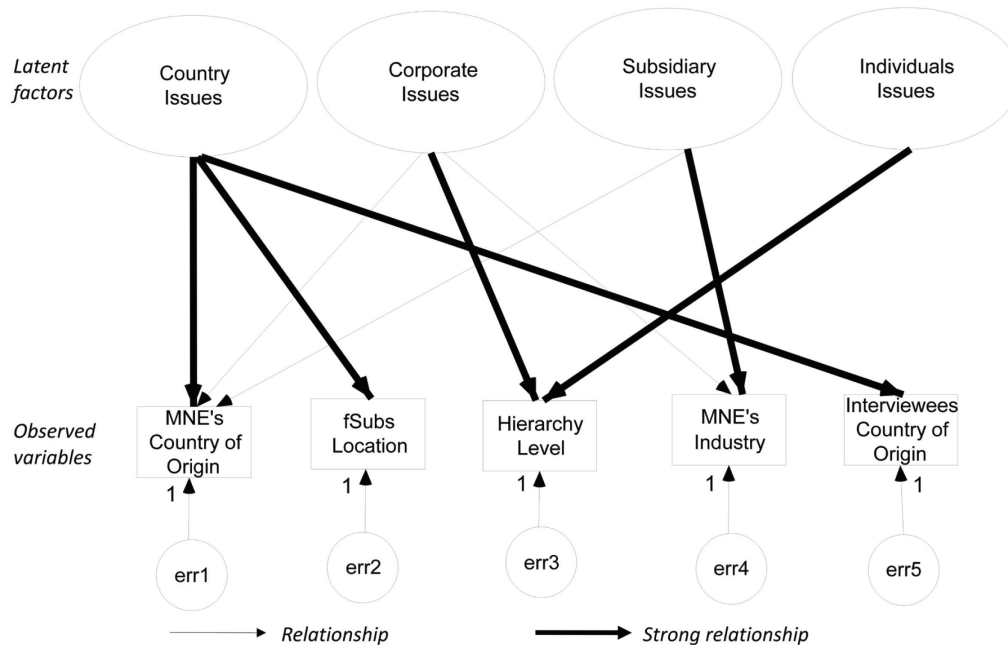 Latent
factors
Country
Issues
Corporate
Issues
Subsidiary
Issues
Individuals
Issues
Observed
variables
MNE's
Country of
Origin
fSubs
Location
Hierarchy
Level
MNE's
Industry
Interviewees
Country of
Origin
1
1
1
1
1
err1
err2
err3
err4
err5
Relationship
Strong relationship